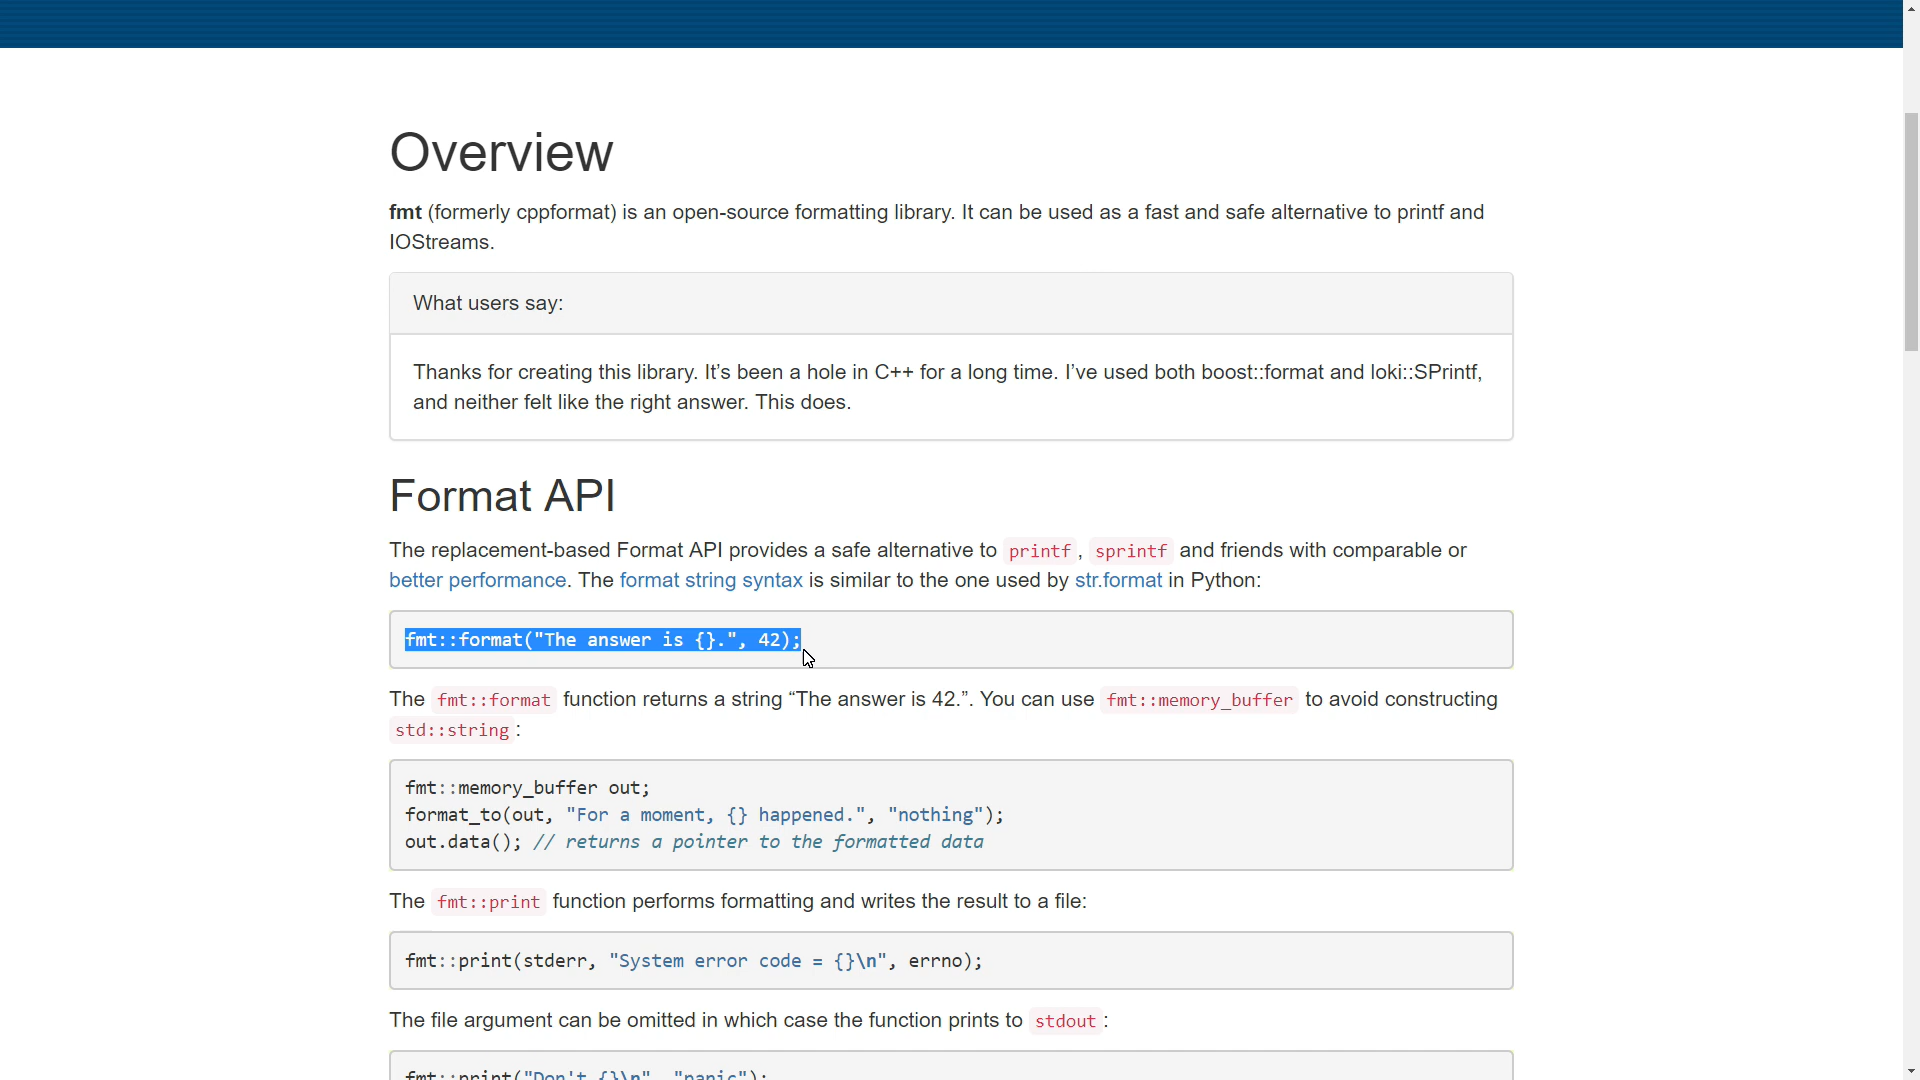 Overview
fmt (formerly cppformat) is an open-source formatting library. It can be used as a fast and safe alternative to printf and
IOStreams.
What users say:
Thanks for creating this library. It’s been a hole in C++ for a long time. I’ve used both boost::format and loki::SPrintf,
and neither felt like the right answer. This does.
Format API
The replacement-based Format API provides a safe alternative to printf, sprintf and friends with comparable or
better performance. The format string syntax is similar to the one used by str.format in Python:
fmt::format("The answer is {}.", 42);
The fmt::format function returns a string “The answer is 42.”. You can use fmt::memory_buffer to avoid constructing
std::string:
fmt::memory_buffer out;
format_to(out, "For a moment, {} happened.", "nothing");
out.data(); // returns a pointer to the formatted data
The fmt::print function performs formatting and writes the result to a file:
fmt::print(stderr, "System error code = {}\n", errno);
The file argument can be omitted in which case the function prints to stdout:
fmt::print("Don't {}\n", "panic");